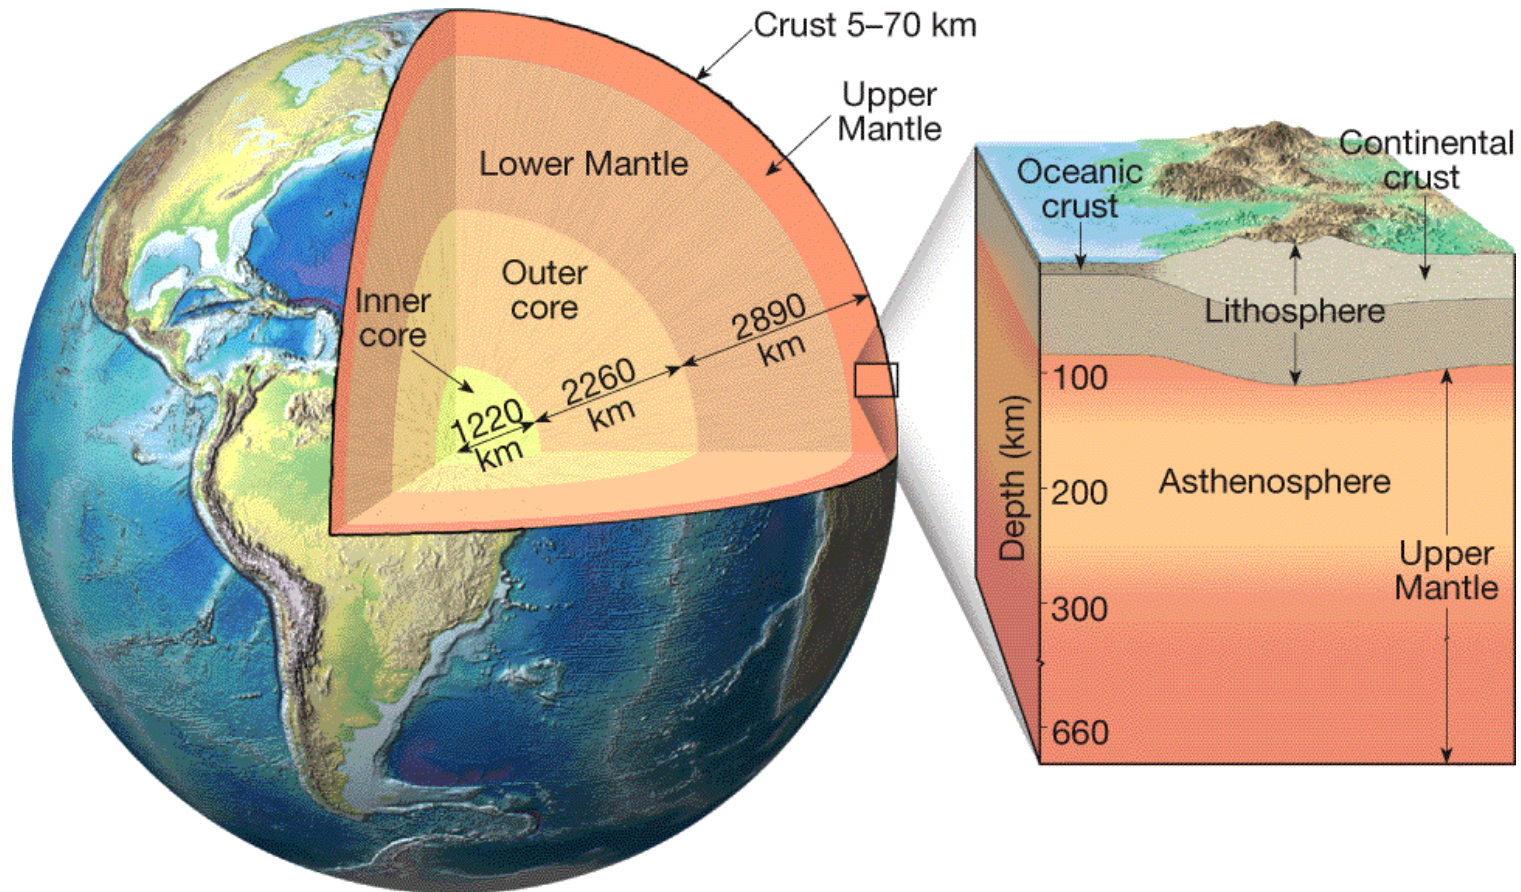 Crust 5–70 km
Upper
Mantle
Lower Mantle
Outer
core
Inner
core
2890
km
2260
km
1220
km
Oceanic
crust
Continental
crust
Lithosphere
100
Asthenosphere
200
Depth (km)
Upper
Mantle
300
660